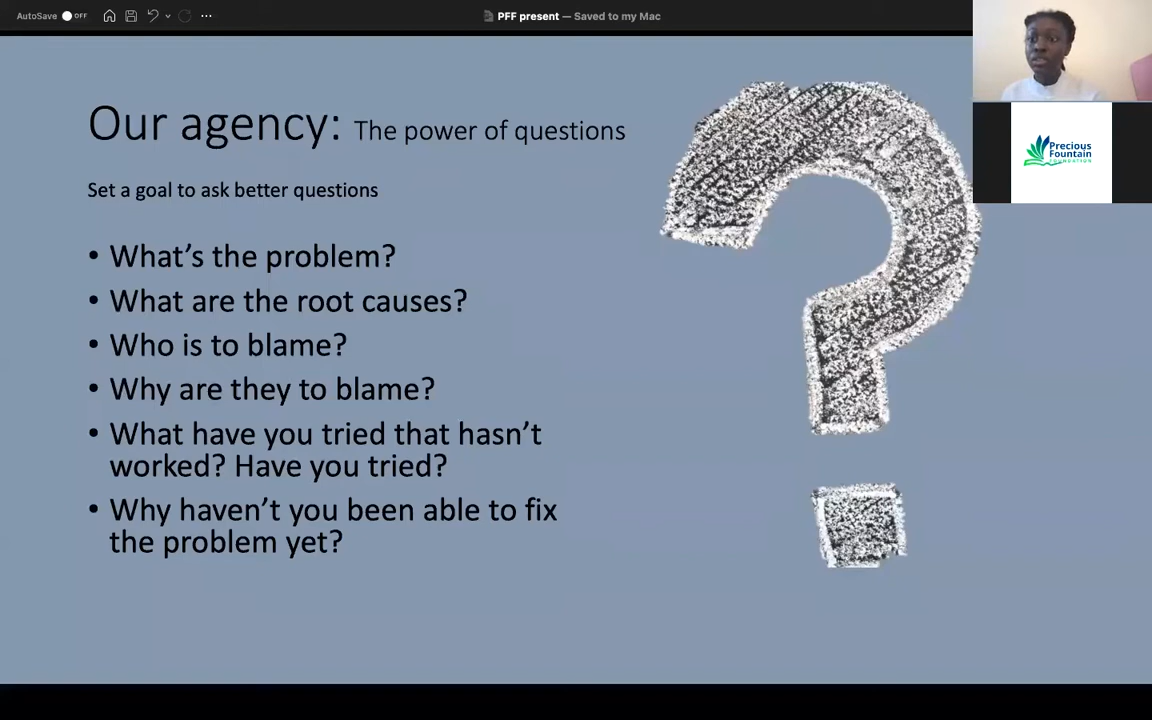 AutoSave OFF
PFF present — Saved to my Mac
Precious
Fountain
FOUNDATION
Our agency: The power of questions
Set a goal to ask better questions
• What’s the problem?
• What are the root causes?
• Who is to blame?
• Why are they to blame?
• What have you tried that hasn’t
worked? Have you tried?
• Why haven’t you been able to fix
the problem yet?